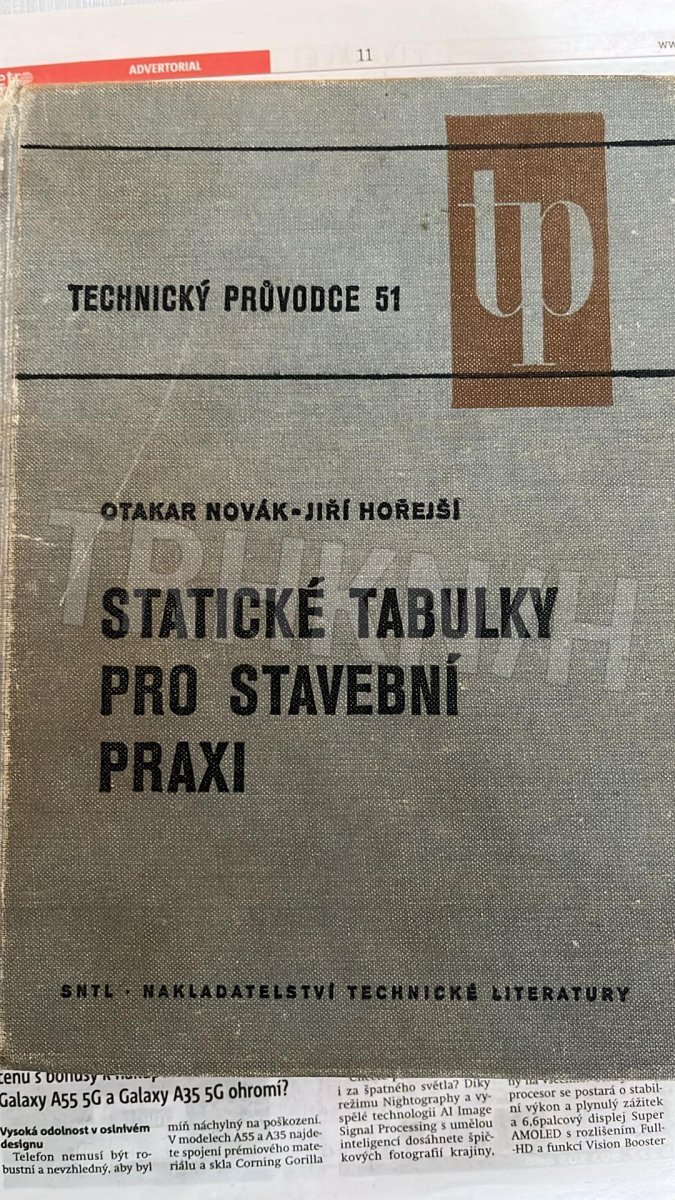 ADVERTORIAL
11
tp
TECHNICKÝ PRŮVODCE 51
OTAKAR NOVÁK-JIŘÍ HOŘEJŠÍ
TRHKNIH
STATICKÉ TABULKY
PRO STAVEBNÍ
PRAXI
SNTL · NAKLADATELSTVÍ TECHNICKÉ LITERATURY
Galaxy A55 5G a Galaxy A35 5G ohromí?
Vysoká odolnost v oslnivém
designu
Telefon nemusí být ro-
bustní a nevzhledný, aby byl
míň náchylný na poškození.
V modelech A55 a A35 najde-
te spojení prémiového mate-
riálu a skla Corning Gorilla
i za špatného světla? Díky
režimu Nightography a vy-
spělé technologii AI Image
Signal Processing s umělou
inteligencí dosáhnete špič-
kových fotografií krajiny,
procesor se postará o stabil-
ní výkon a plynulý zážitek
a 6,6palcový displej Super
AMOLED s rozlišením Full-
-HD a funkcí Vision Booster